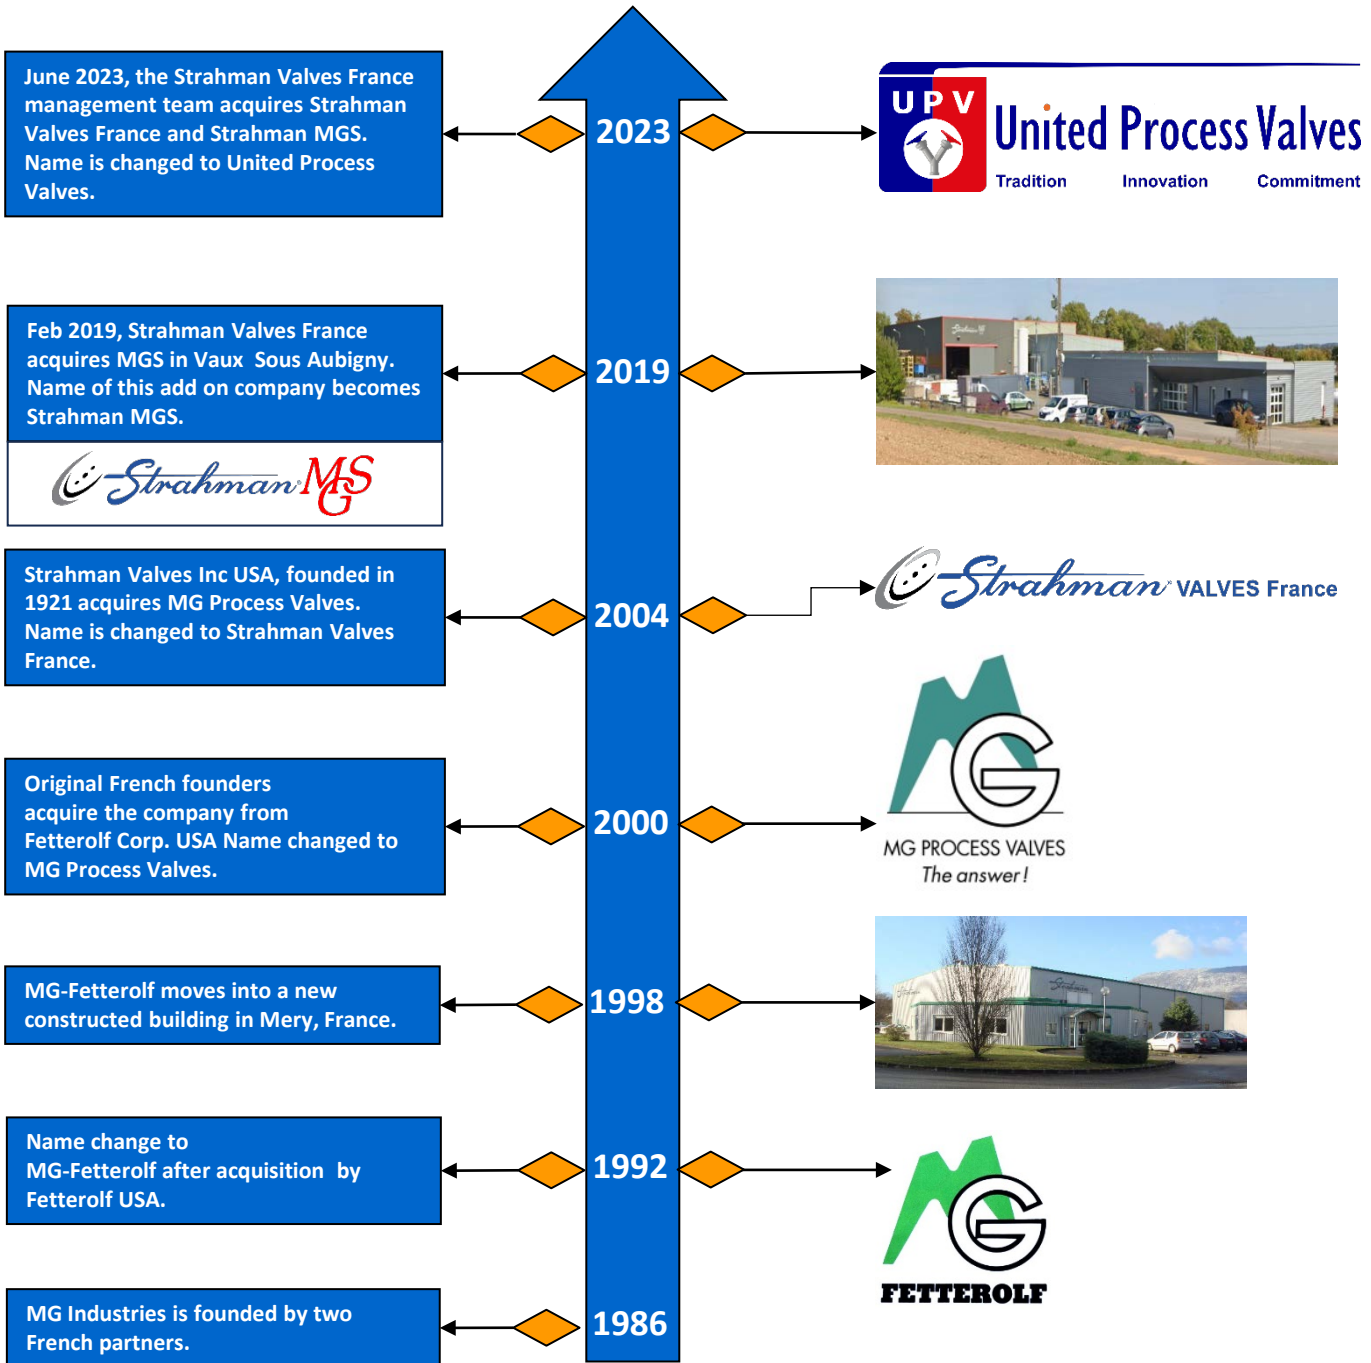 June 2023, the Strahman Valves France
management team acquires Strahman
Valves France and Strahman MGS.
Name is changed to United Process
Valves.
2023
UPV
United Process Valves
Tradition Innovation Commitment
Feb 2019, Strahman Valves France
acquires MGS in Vaux Sous Aubigny.
Name of this add on company becomes
Strahman MGS.
Strahman MGS
2019
Strahman Valves Inc USA, founded in
1921 acquires MG Process Valves.
Name is changed to Strahman Valves
France.
2004
Strahman VALVES France
Original French founders
acquire the company from
Fetterolf Corp. USA Name changed to
MG Process Valves.
2000
MG
MG PROCESS VALVES
The answer!
MG-Fetterolf moves into a new
constructed building in Mery, France.
1998
Strahman
Name change to
MG-Fetterolf after acquisition by
Fetterolf USA.
1992
MG
FETTEROLF
MG Industries is founded by two
French partners.
1986